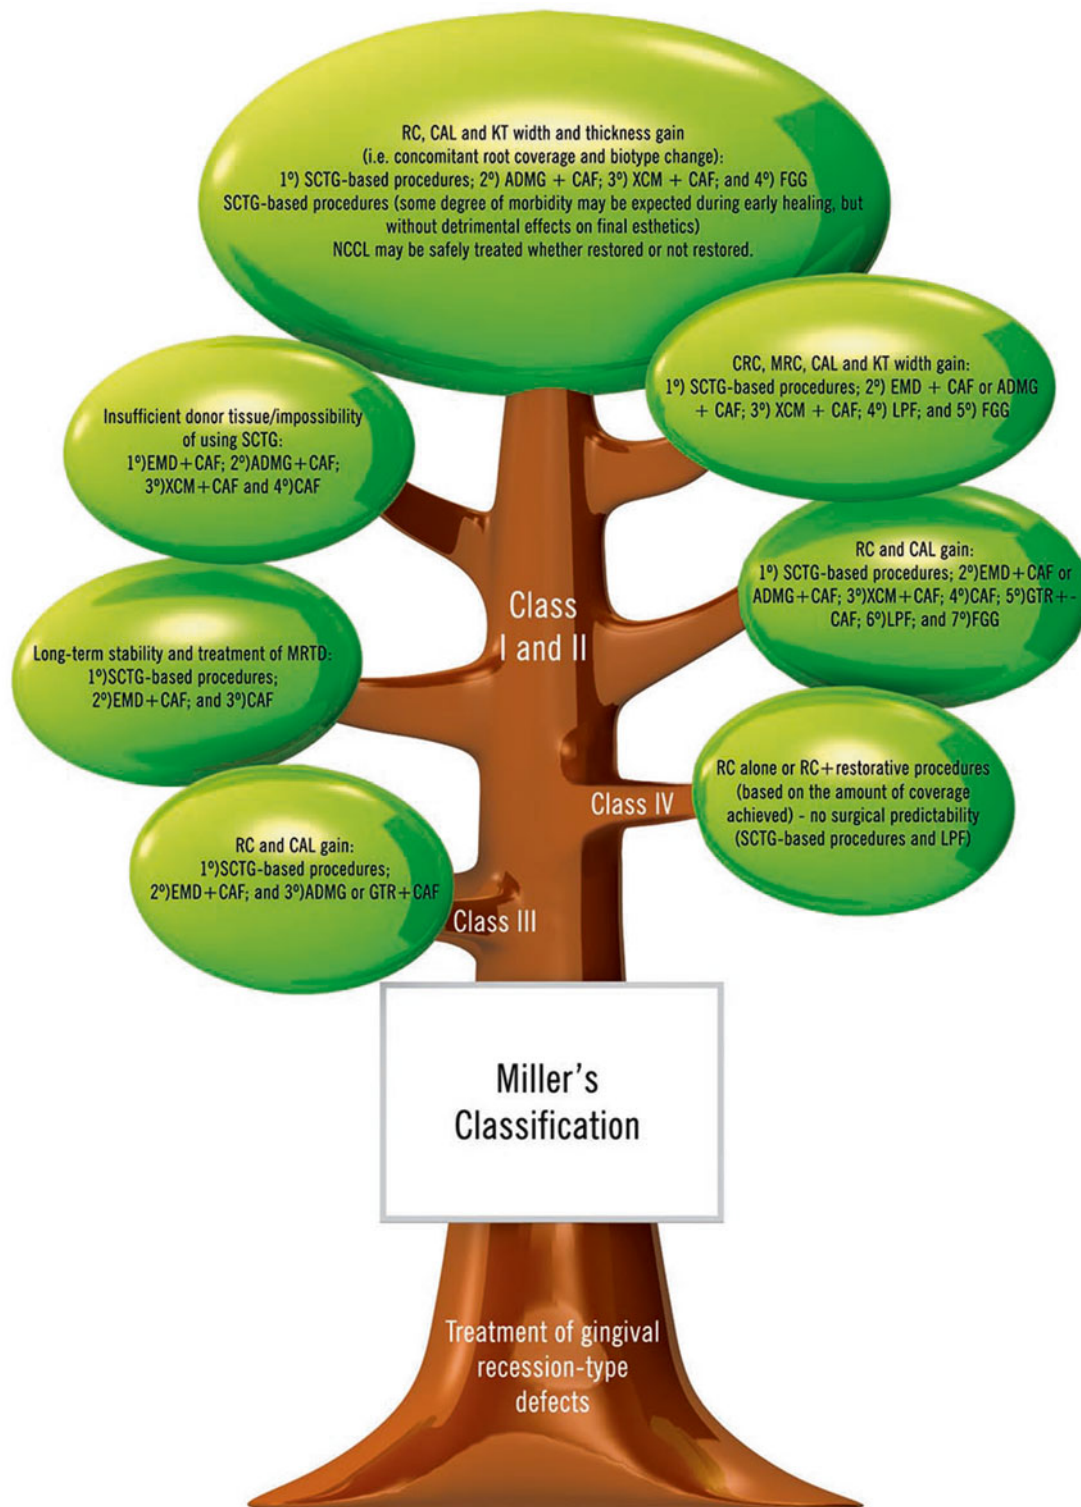 RC, CAL and KT width and thickness gain
(i.e. concomitant root coverage and biotype change):
1º) SCTG-based procedures; 2º) ADMG + CAF; 3º) XCM + CAF; and 4º) FGG
SCTG-based procedures (some degree of morbidity may be expected during early healing, but
without detrimental effects on final esthetics)
NCCL may be safely treated whether restored or not restored.
CRC, MRC, CAL and KT width gain:
1º) SCTG-based procedures; 2º) EMD + CAF or ADMG
+ CAF; 3º) XCM + CAF; 4º) LPF; and 5º) FGG
Insufficient donor tissue/impossibility
of using SCTG:
1º)EMD+CAF; 2º)ADMG+CAF;
3º)XCM+CAF and 4º)CAF
RC and CAL gain:
1º) SCTG-based procedures; 2º)EMD+CAF or
ADMG+CAF; 3º)XCM+CAF; 4º)CAF; 5º)GTR+-
CAF; 6º)LPF; and 7º)FGG
Class
I and II
Long-term stability and treatment of MRTD:
1º)SCTG-based procedures;
2º)EMD+CAF; and 3º)CAF
RC alone or RC+restorative procedures
(based on the amount of coverage
achieved) - no surgical predictability
(SCTG-based procedures and LPF)
Class IV
RC and CAL gain:
1º)SCTG-based procedures;
2º)EMD+CAF; and 3º)ADMG or GTR+CAF
Class III
Miller's
Classification
Treatment of gingival
recession-type
defects